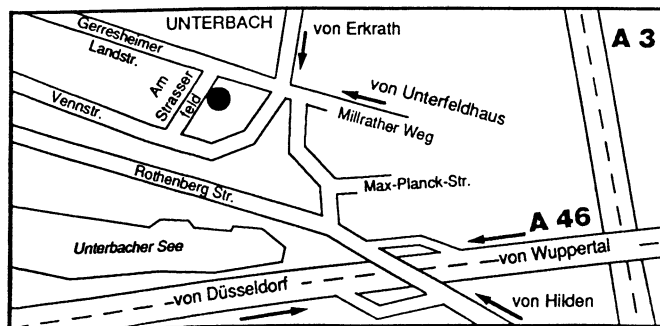 UNTERBACH
Gerresheimer
Landstr.
von Erkrath
A 3
Am
Strasser
feld
von Unterfeldhaus
Vennstr.
Millrather Weg
Rothenberg Str.
Max-Planck-Str.
A 46
Unterbacher See
von Wuppertal
von Düsseldorf
von Hilden